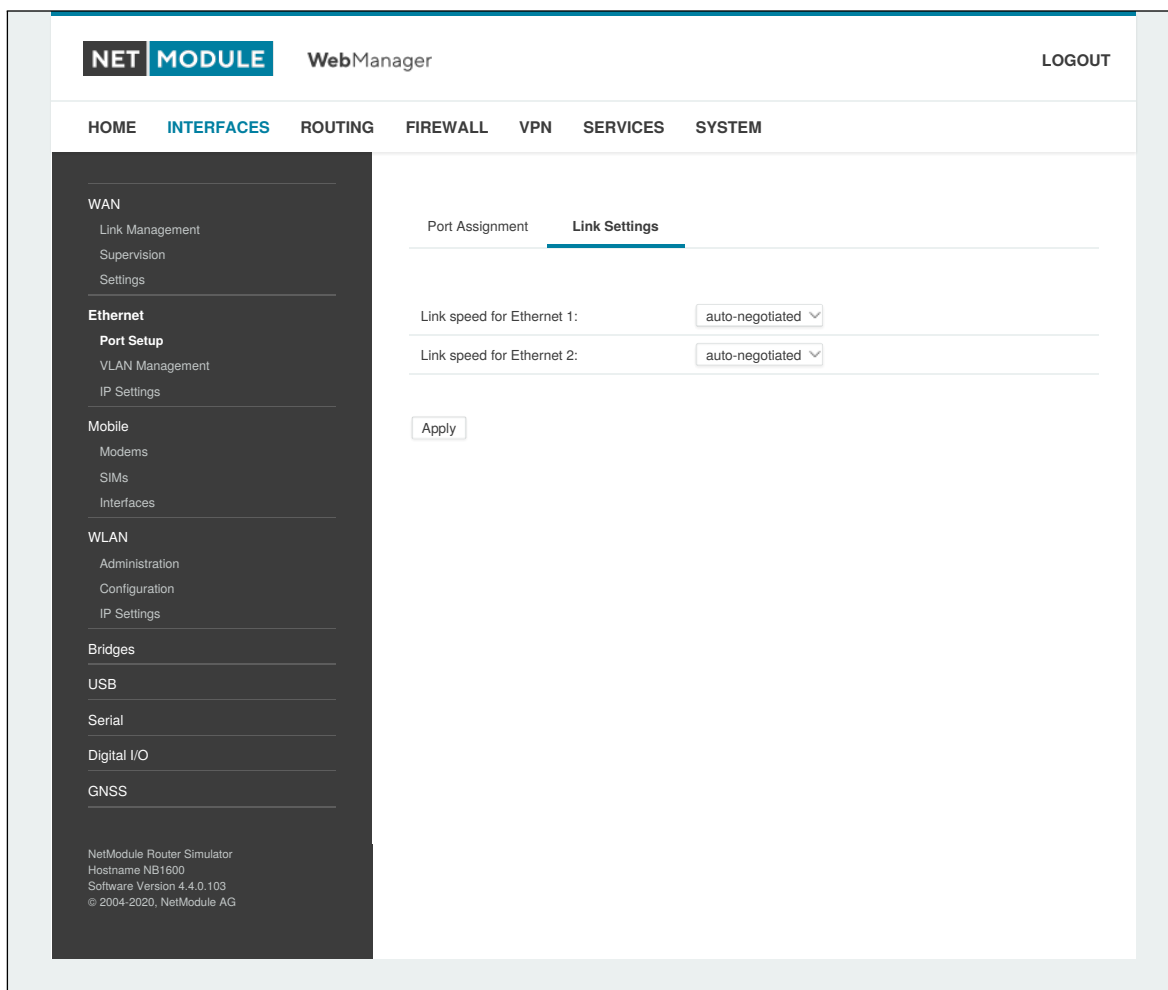 NET MODULE WebManager LOGOUT
HOME INTERFACES ROUTING FIREWALL VPN SERVICES SYSTEM
WAN
Link Management
Supervision
Settings
Ethernet
Port Setup
VLAN Management
IP Settings
Mobile
Modems
SIMs
Interfaces
WLAN
Administration
Configuration
IP Settings
Bridges
USB
Serial
Digital I/O
GNSS
NetModule Router Simulator
Hostname NB1600
Software Version 4.4.0.103
© 2004-2020, NetModule AG
Port Assignment Link Settings
Link speed for Ethernet 1: auto-negotiated
Link speed for Ethernet 2: auto-negotiated
Apply